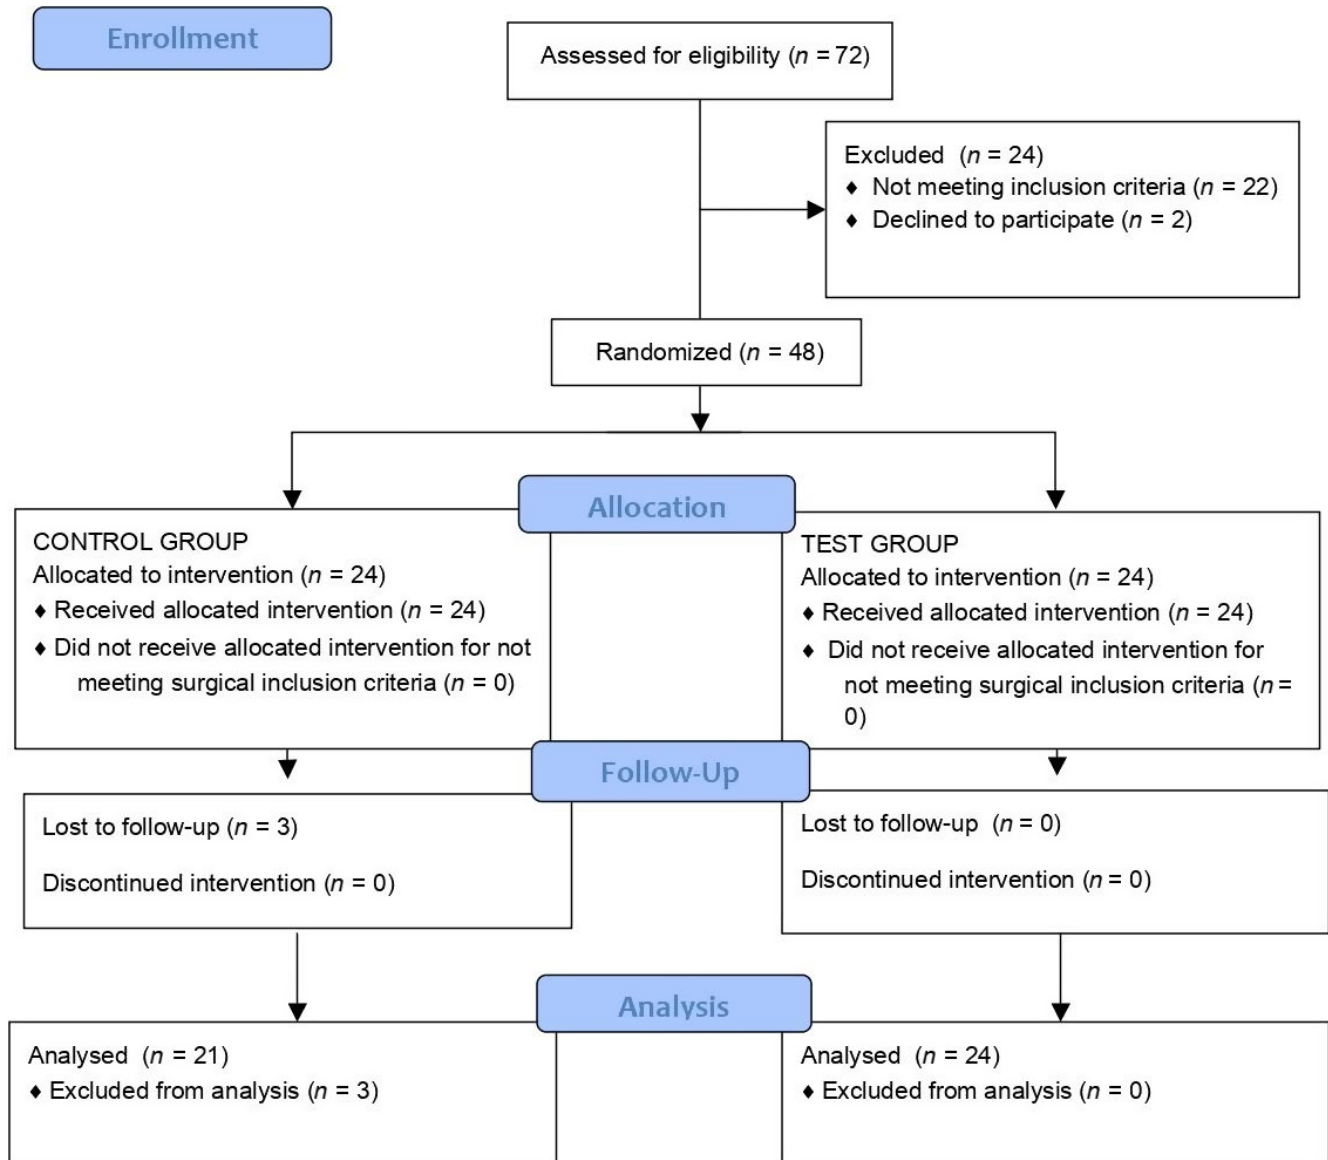 Enrollment
Assessed for eligibility (n = 72)
Excluded (n = 24)
♦ Not meeting inclusion criteria (n = 22)
♦ Declined to participate (n = 2)
Randomized (n = 48)
Allocation
CONTROL GROUP
Allocated to intervention (n = 24)
♦ Received allocated intervention (n = 24)
♦ Did not receive allocated intervention for not
meeting surgical inclusion criteria (n = 0)
TEST GROUP
Allocated to intervention (n = 24)
♦ Received allocated intervention (n = 24)
♦ Did not receive allocated intervention for
not meeting surgical inclusion criteria (n =
0)
Follow-Up
Lost to follow-up (n = 3)
Discontinued intervention (n = 0)
Lost to follow-up (n = 0)
Discontinued intervention (n = 0)
Analysis
Analysed (n = 21)
♦ Excluded from analysis (n = 3)
Analysed (n = 24)
♦ Excluded from analysis (n = 0)